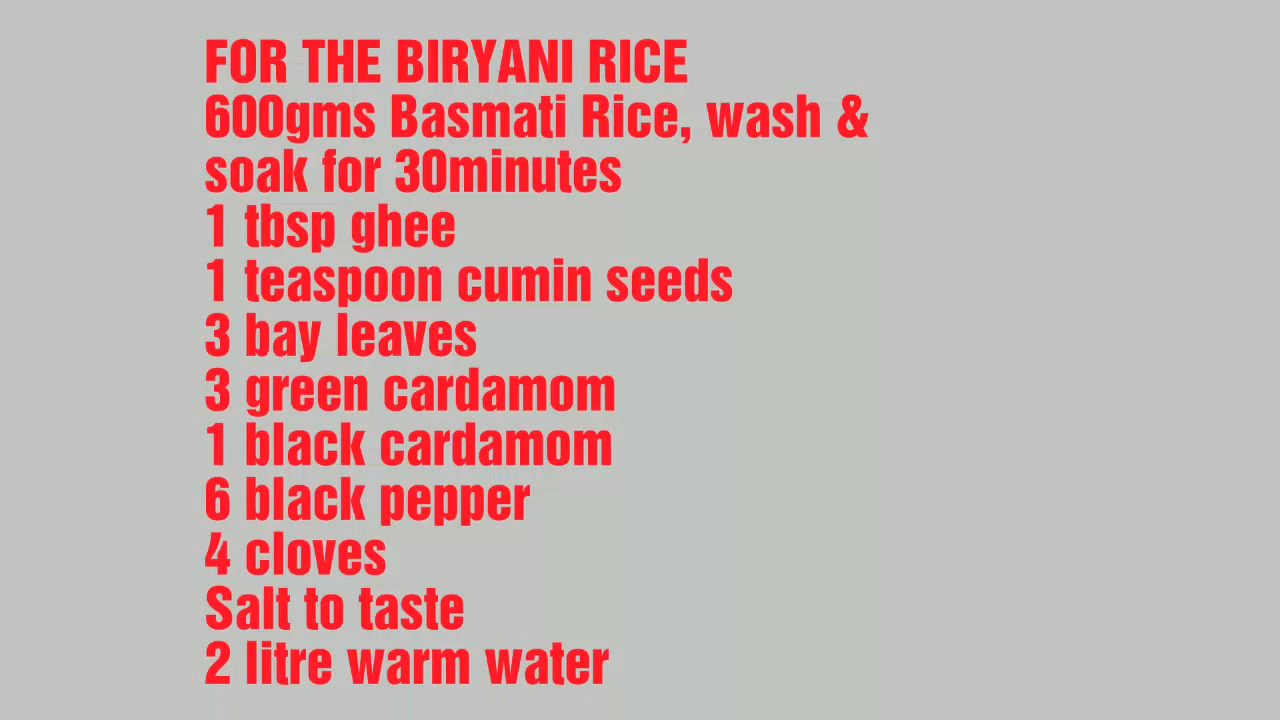 FOR THE BIRYANI RICE
600gms Basmati Rice, wash &
soak for 30minutes
1 tbsp ghee
1 teaspoon cumin seeds
3 bay leaves
3 green cardamom
1 black cardamom
6 black pepper
4 cloves
Salt to taste
2 litre warm water